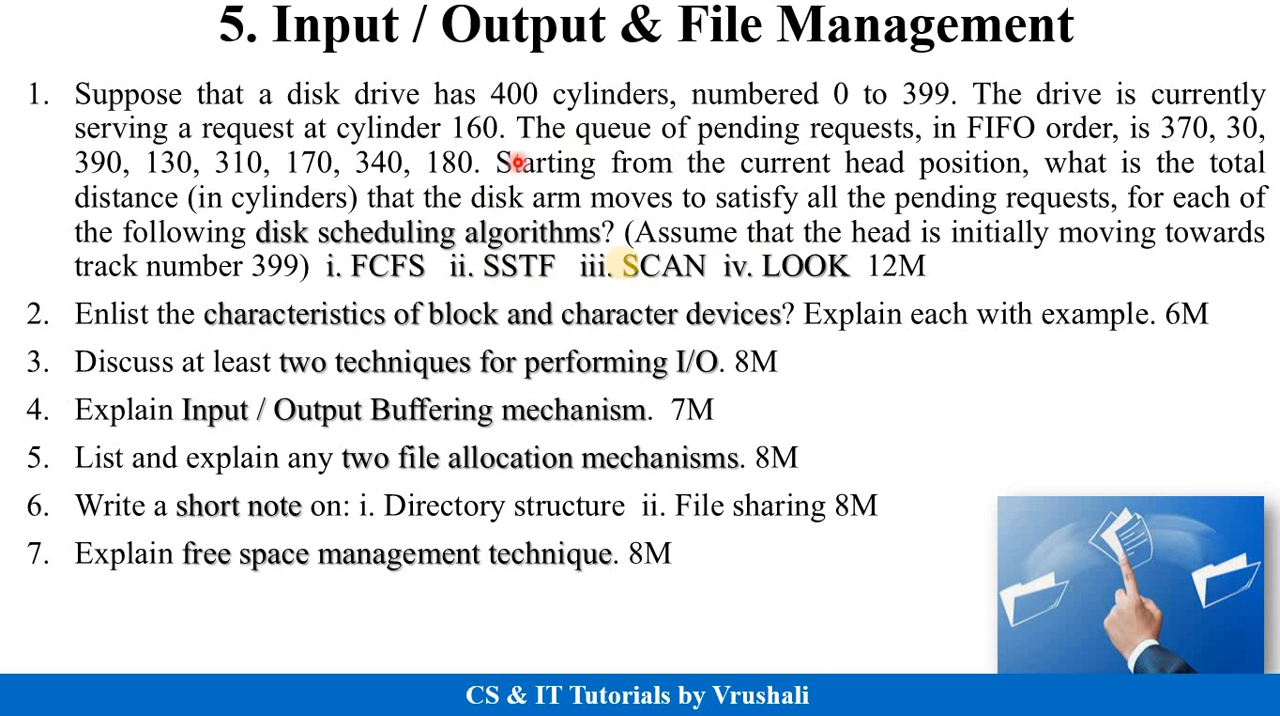 5. Input / Output & File Management
1. Suppose that a disk drive has 400 cylinders, numbered 0 to 399. The drive is currently
serving a request at cylinder 160. The queue of pending requests, in FIFO order, is 370, 30,
390, 130, 310, 170, 340, 180. Starting from the current head position, what is the total
distance (in cylinders) that the disk arm moves to satisfy all the pending requests, for each of
the following disk scheduling algorithms? (Assume that the head is initially moving towards
track number 399) i. FCFS ii. SSTF iii. SCAN iv. LOOK 12M
2. Enlist the characteristics of block and character devices? Explain each with example. 6M
3. Discuss at least two techniques for performing I/O. 8M
4. Explain Input / Output Buffering mechanism. 7M
5. List and explain any two file allocation mechanisms. 8M
6. Write a short note on: i. Directory structure ii. File sharing 8M
7. Explain free space management technique. 8M
CS & IT Tutorials by Vrushali